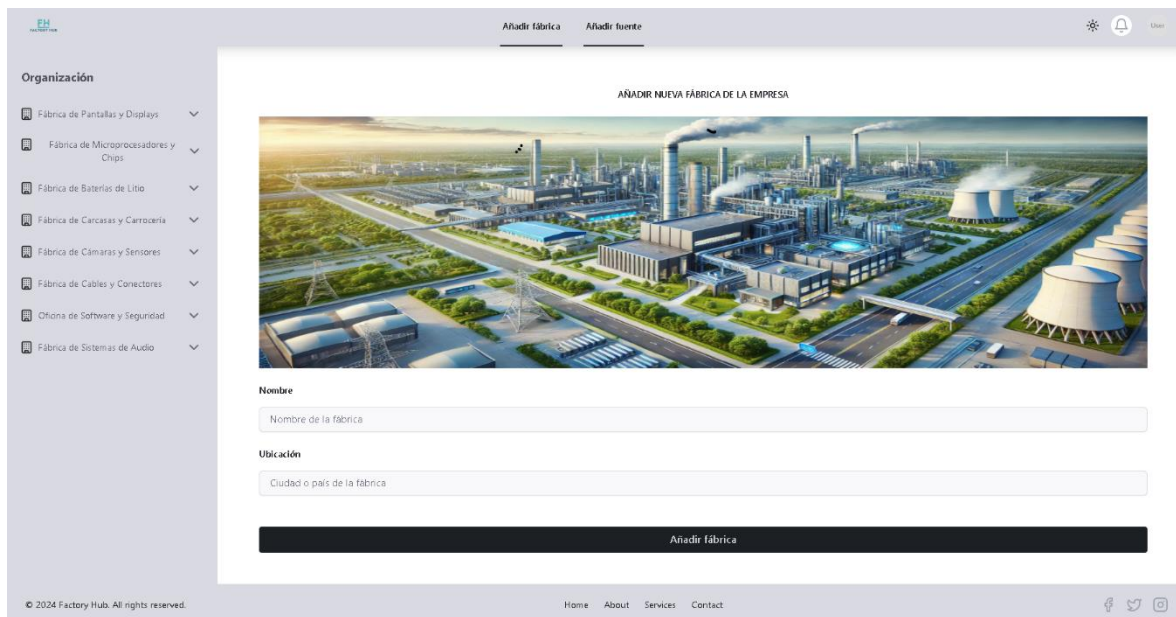 FH
FACTORY HUB
Añadir fábrica
Añadir fuente
User
Organización
Fábrica de Pantallas y Displays
Fábrica de Microprocesadores y
Chips
Fábrica de Baterías de Litio
Fábrica de Carcasas y Carrocería
Fábrica de Cámaras y Sensores
Fábrica de Cables y Conectores
Oficina de Software y Seguridad
Fábrica de Sistemas de Audio
AÑADIR NUEVA FÁBRICA DE LA EMPRESA
Nombre
Nombre de la fábrica
Ubicación
Ciudad o país de la fábrica
Añadir fábrica
© 2024 Factory Hub. All rights reserved.
Home About Services Contact